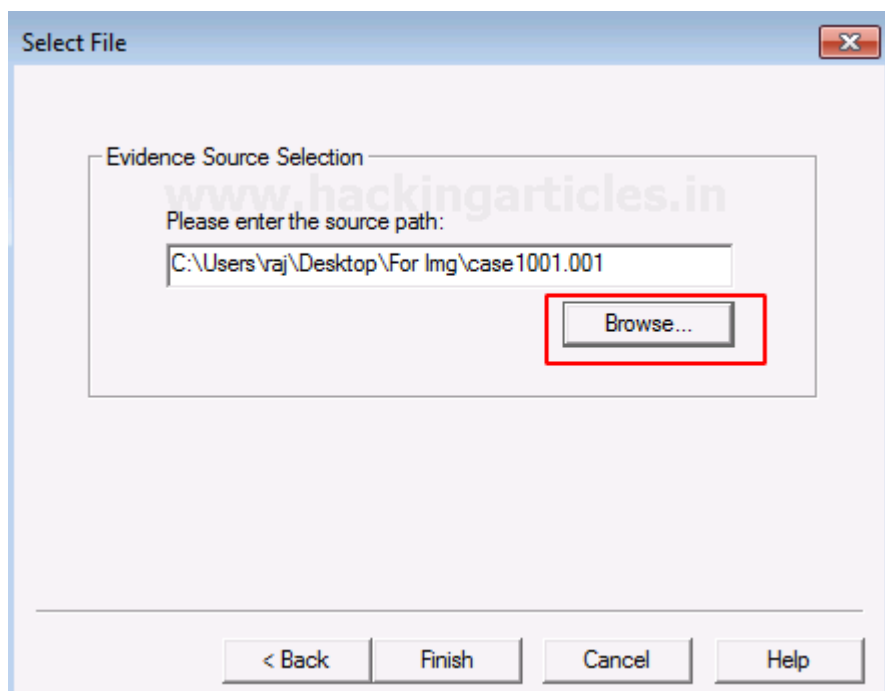 Select File
Evidence Source Selection
www.hackingarticles.in
Please enter the source path:
C:\Users\raj\Desktop\For Img\case1001.001
Browse...
< Back
Finish
Cancel
Help